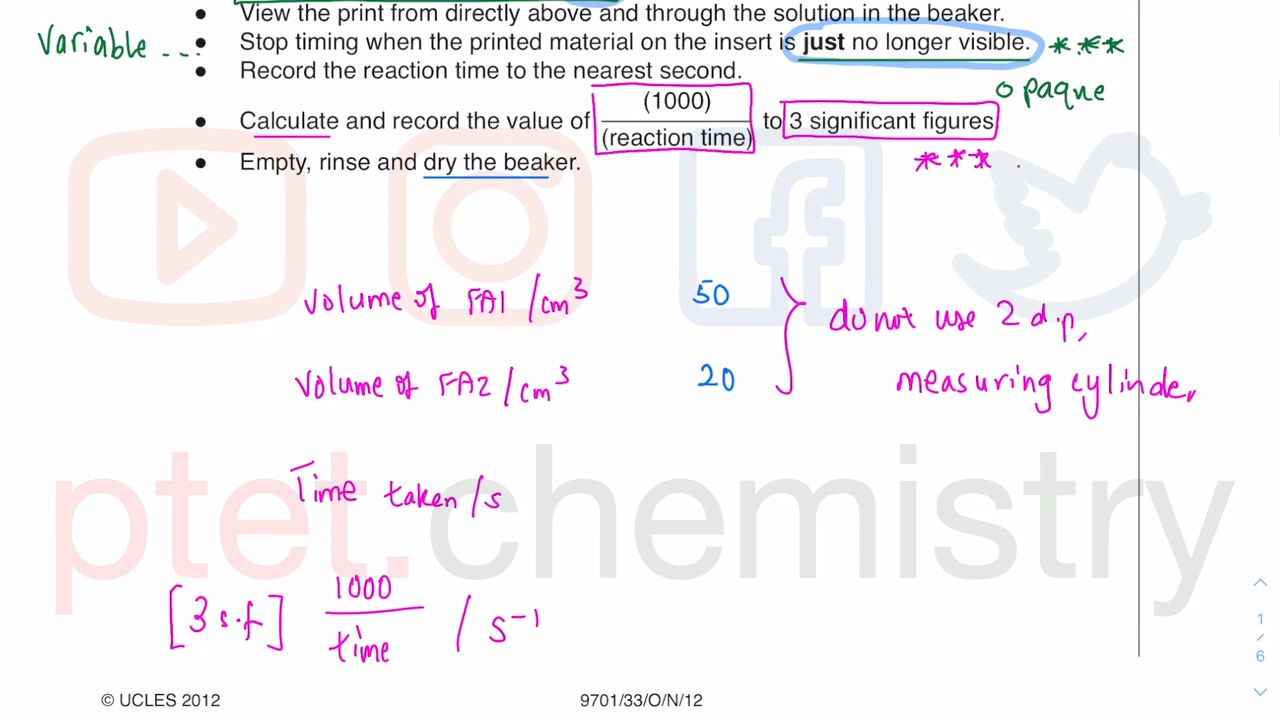 • View the print from directly above and through the solution in the beaker.
Variable ... • Stop timing when the printed material on the insert is just no longer visible. ***
• Record the reaction time to the nearest second.
opaque
• Calculate and record the value of (1000) / (reaction time) to 3 significant figures
***
• Empty, rinse and dry the beaker.
Volume of FA1 /cm³ 50
do not use 2 d.p,
Volume of FA2 /cm³ 20
measuring cylinder,
Time taken /s
ptet.chemistry
[3 s.f] 1000 / time / s⁻¹
1
/
6
© UCLES 2012 9701/33/O/N/12